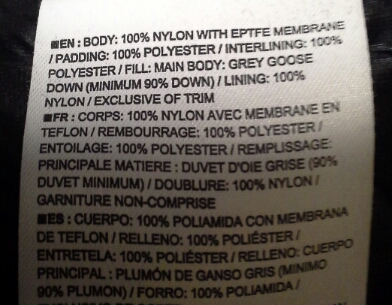 ■EN : BODY: 100% NYLON WITH EPTFE MEMBRANE
/ PADDING: 100% POLYESTER / INTERLINING: 100%
POLYESTER / FILL: MAIN BODY: GREY GOOSE
DOWN (MINIMUM 90% DOWN) / LINING: 100%
NYLON / EXCLUSIVE OF TRIM
■FR : CORPS: 100% NYLON AVEC MEMBRANE EN
TEFLON / REMBOURRAGE: 100% POLYESTER /
ENTOILAGE: 100% POLYESTER / REMPLISSAGE:
PRINCIPALE MATIERE : DUVET D'OIE GRISE (90%
DUVET MINIMUM) / DOUBLURE: 100% NYLON /
GARNITURE NON-COMPRISE
■ES : CUERPO: 100% POLIAMIDA CON MEMBRANA
DE TEFLON / RELLENO: 100% POLIÉSTER /
ENTRETELA: 100% POLIÉSTER / RELLENO: CUERPO
PRINCIPAL : PLUMÓN DE GANSO GRIS (MINIMO
90% PLUMON) / FORRO: 100% POLIAMIDA /